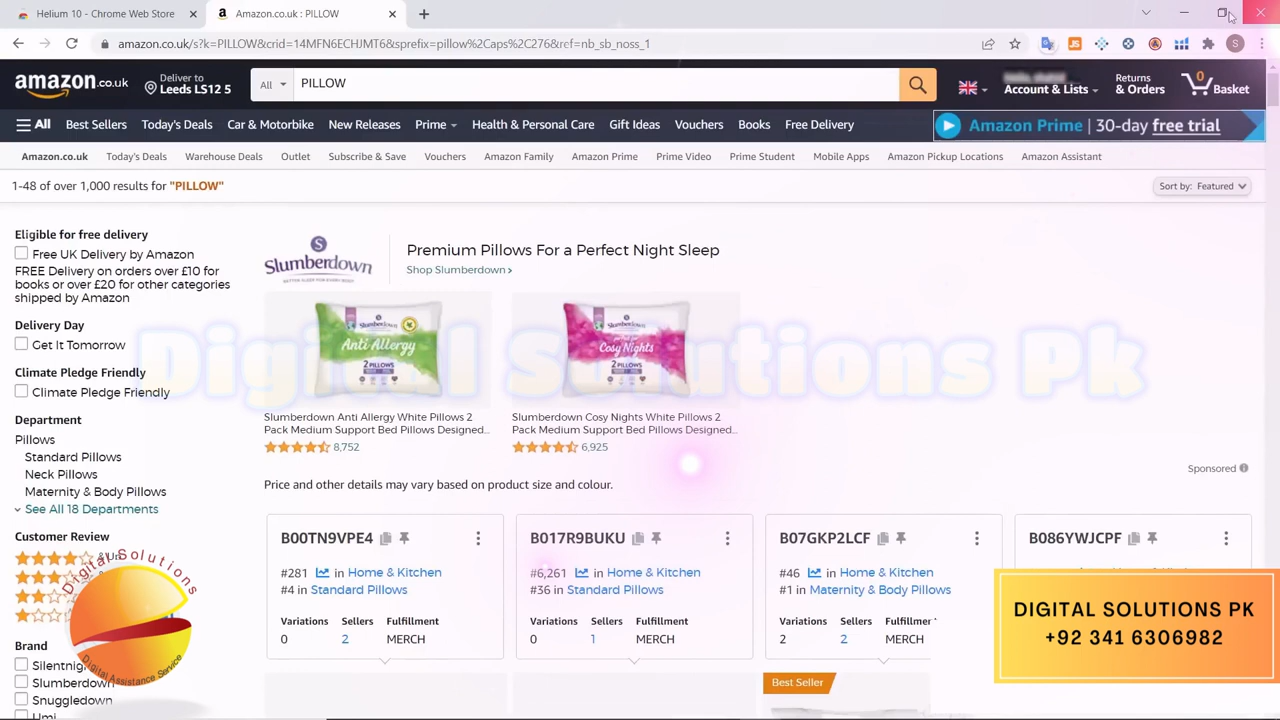 Helium 10 - Chrome Web Store
Amazon.co.uk : PILLOW
amazon.co.uk/s?k=PILLOW&crid=14MFN6ECHJMT6&sprefix=pillow%2Caps%2C276&ref=nb_sb_noss_1
amazon.co.uk
Deliver to
Leeds LS12 5
All
PILLOW
Account & Lists
Returns
& Orders
0
Basket
All
Best Sellers
Today's Deals
Car & Motorbike
New Releases
Prime
Health & Personal Care
Gift Ideas
Vouchers
Books
Free Delivery
Amazon Prime | 30-day free trial
Amazon.co.uk
Today's Deals
Warehouse Deals
Outlet
Subscribe & Save
Vouchers
Amazon Family
Amazon Prime
Prime Video
Prime Student
Mobile Apps
Amazon Pickup Locations
Amazon Assistant
1-48 of over 1,000 results for "PILLOW"
Sort by: Featured
Eligible for free delivery
Free UK Delivery by Amazon
FREE Delivery on orders over £10 for
books or over £20 for other categories
shipped by Amazon
Delivery Day
Get It Tomorrow
Climate Pledge Friendly
Climate Pledge Friendly
Department
Pillows
Standard Pillows
Neck Pillows
Maternity & Body Pillows
See All 18 Departments
Customer Review
Brand
Slumberdown
Snuggledown
Slumberdown
Premium Pillows For a Perfect Night Sleep
Shop Slumberdown
Slumberdown
Anti Allergy
2 PILLOWS
Slumberdown
Cosy Nights
2 PILLOWS
Slumberdown Anti Allergy White Pillows 2
Pack Medium Support Bed Pillows Designed...
8,752
Slumberdown Cosy Nights White Pillows 2
Pack Medium Support Bed Pillows Designed...
6,925
Digital Solutions Pk
Sponsored
Price and other details may vary based on product size and colour.
B00TN9VPE4
#281 in Home & Kitchen
#4 in Standard Pillows
Variations Sellers Fulfillment
0 2 MERCH
B017R9BUKU
#6,261 in Home & Kitchen
#36 in Standard Pillows
Variations Sellers Fulfillment
0 1 MERCH
B07GKP2LCF
#46 in Home & Kitchen
#1 in Maternity & Body Pillows
Variations Sellers Fulfillment
2 2 MERCH
B086YWJCPF
Best Seller
Digital Solutions
Digital Assistance Service
DIGITAL SOLUTIONS PK
+92 341 6306982